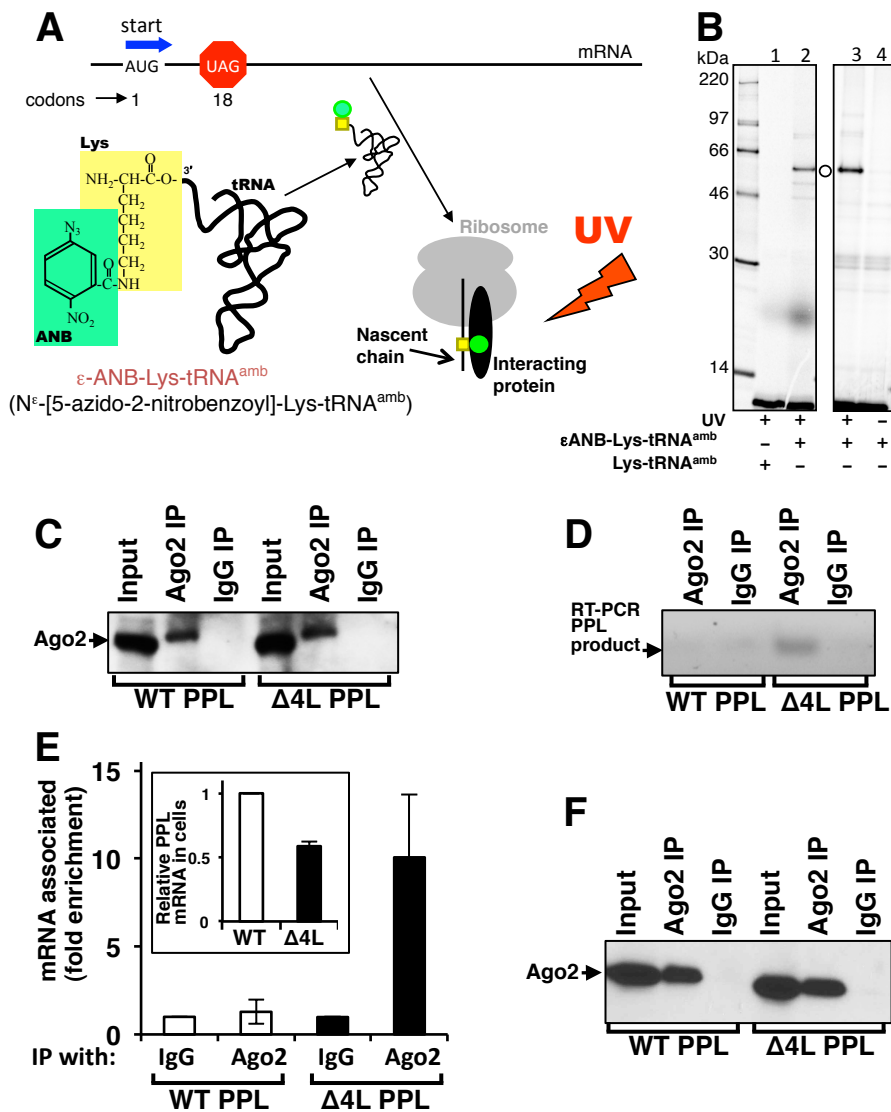 A
start
mRNA
AUG
UAG
codons
1
18
Lys
O
NH2-CH-C-O-
3'
tRNA
CH2
CH2
CH2
CH2
N3
O
C-NH
NO2
ANB
Ribosome
UV
Nascent
chain
Interacting
protein
ε-ANB-Lys-tRNAamb
(Nε-[5-azido-2-nitrobenzoyl]-Lys-tRNAamb)
B
kDa
1 2 3 4
220
97
66
46
30
14
UV + + + –
εANB-Lys-tRNAamb – + + +
Lys-tRNAamb + – – –
C
Input
Ago2 IP
IgG IP
Input
Ago2 IP
IgG IP
Ago2
WT PPL
Δ4L PPL
D
Ago2 IP
IgG IP
Ago2 IP
IgG IP
RT-PCR
PPL
product
WT PPL
Δ4L PPL
E
mRNA associated
(fold enrichment)
15
10
5
0
Relative PPL
mRNA in cells
1
0.5
0
WT
Δ4L
IP with:
IgG
Ago2
IgG
Ago2
WT PPL
Δ4L PPL
F
Input
Ago2 IP
IgG IP
Input
Ago2 IP
IgG IP
Ago2
WT PPL
Δ4L PPL